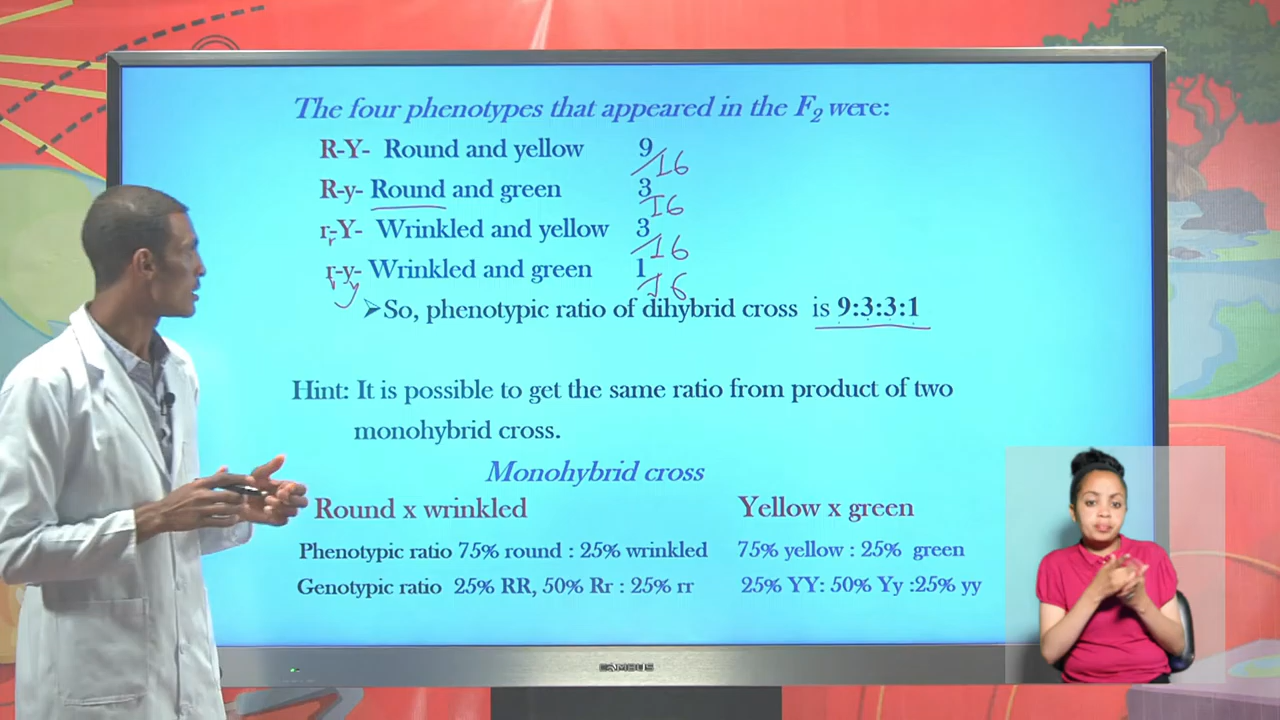 The four phenotypes that appeared in the F2 were:
R-Y- Round and yellow 9/16
R-y- Round and green 3/16
r-Y- Wrinkled and yellow 3/16
r-y- Wrinkled and green 1/16
➤So, phenotypic ratio of dihybrid cross is 9:3:3:1
Hint: It is possible to get the same ratio from product of two
monohybrid cross.
Monohybrid cross
Round x wrinkled Yellow x green
Phenotypic ratio 75% round : 25% wrinkled 75% yellow : 25% green
Genotypic ratio 25% RR, 50% Rr : 25% rr 25% YY: 50% Yy :25% yy